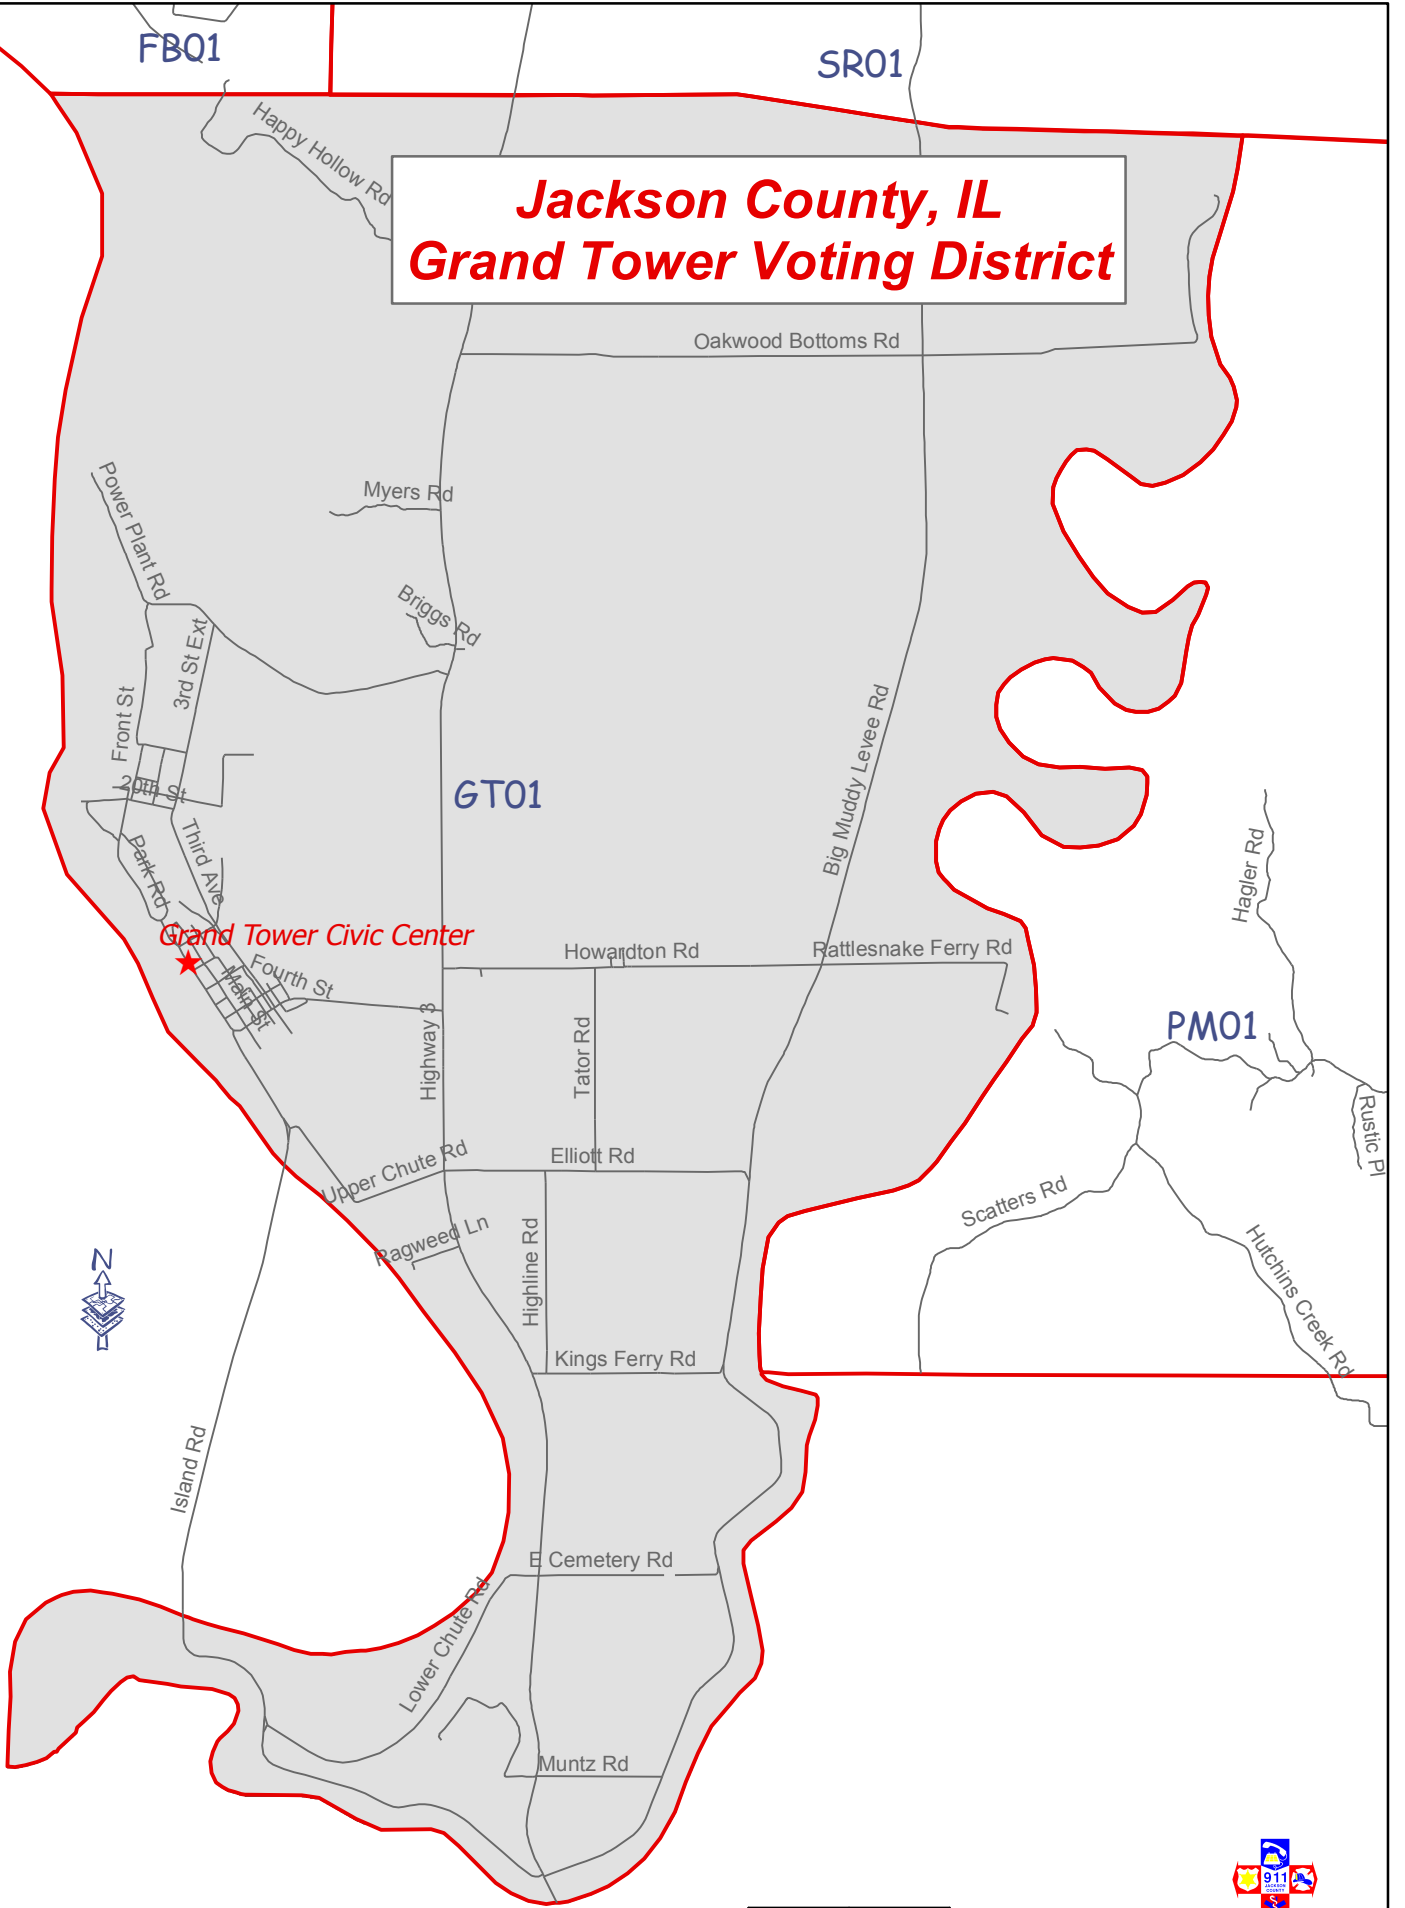 FB01
SR01
Happy Hollow Rd
Jackson County, IL
Grand Tower Voting District
Oakwood Bottoms Rd
Myers Rd
Power Plant Rd
Briggs Rd
3rd St Ext
Front St
Big Muddy Levee Rd
20th St
GT01
Third Ave
Park Rd
Hagler Rd
Grand Tower Civic Center
Howardton Rd
Rattlesnake Ferry Rd
Fourth St
Main St
Highway 3
Tator Rd
PM01
Rustic Pl
Elliott Rd
Upper Chute Rd
Scatters Rd
Ragweed Ln
Highline Rd
Hutchins Creek Rd
N
Kings Ferry Rd
Island Rd
E Cemetery Rd
Lower Chute Rd
Muntz Rd
911
JACKSON
COUNTY